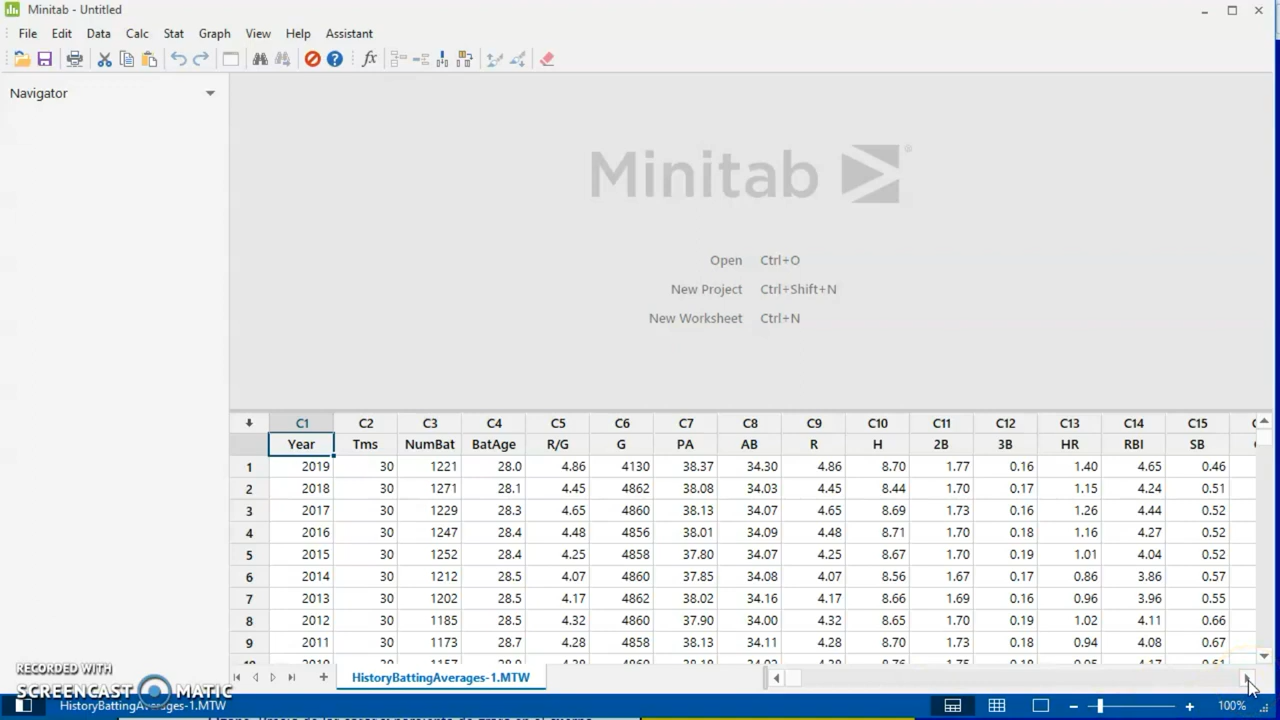 Minitab - Untitled
File Edit Data Calc Stat Graph View Help Assistant
fx
Navigator
Minitab
Open Ctrl+O
New Project Ctrl+Shift+N
New Worksheet Ctrl+N
C1 C2 C3 C4 C5 C6 C7 C8 C9 C10 C11 C12 C13 C14 C15
Year Tms NumBat BatAge R/G G PA AB R H 2B 3B HR RBI SB
1 2019 30 1221 28.0 4.86 4130 38.37 34.30 4.86 8.70 1.77 0.16 1.40 4.65 0.46
2 2018 30 1271 28.1 4.45 4862 38.08 34.03 4.45 8.44 1.70 0.17 1.15 4.24 0.51
3 2017 30 1229 28.3 4.65 4860 38.13 34.07 4.65 8.69 1.73 0.16 1.26 4.44 0.52
4 2016 30 1247 28.4 4.48 4856 38.01 34.09 4.48 8.71 1.70 0.18 1.16 4.27 0.52
5 2015 30 1252 28.4 4.25 4858 37.80 34.07 4.25 8.67 1.70 0.19 1.01 4.04 0.52
6 2014 30 1212 28.5 4.07 4860 37.85 34.08 4.07 8.56 1.67 0.17 0.86 3.86 0.57
7 2013 30 1202 28.5 4.17 4862 38.02 34.16 4.17 8.66 1.69 0.16 0.96 3.96 0.55
8 2012 30 1185 28.5 4.32 4860 37.90 34.00 4.32 8.65 1.70 0.19 1.02 4.11 0.66
9 2011 30 1173 28.7 4.28 4858 38.13 34.11 4.28 8.70 1.73 0.18 0.94 4.08 0.67
HistoryBattingAverages-1.MTW
RECORDED WITH
SCREENCAST MATIC
HistoryBattingAverages-1.MTW
100%